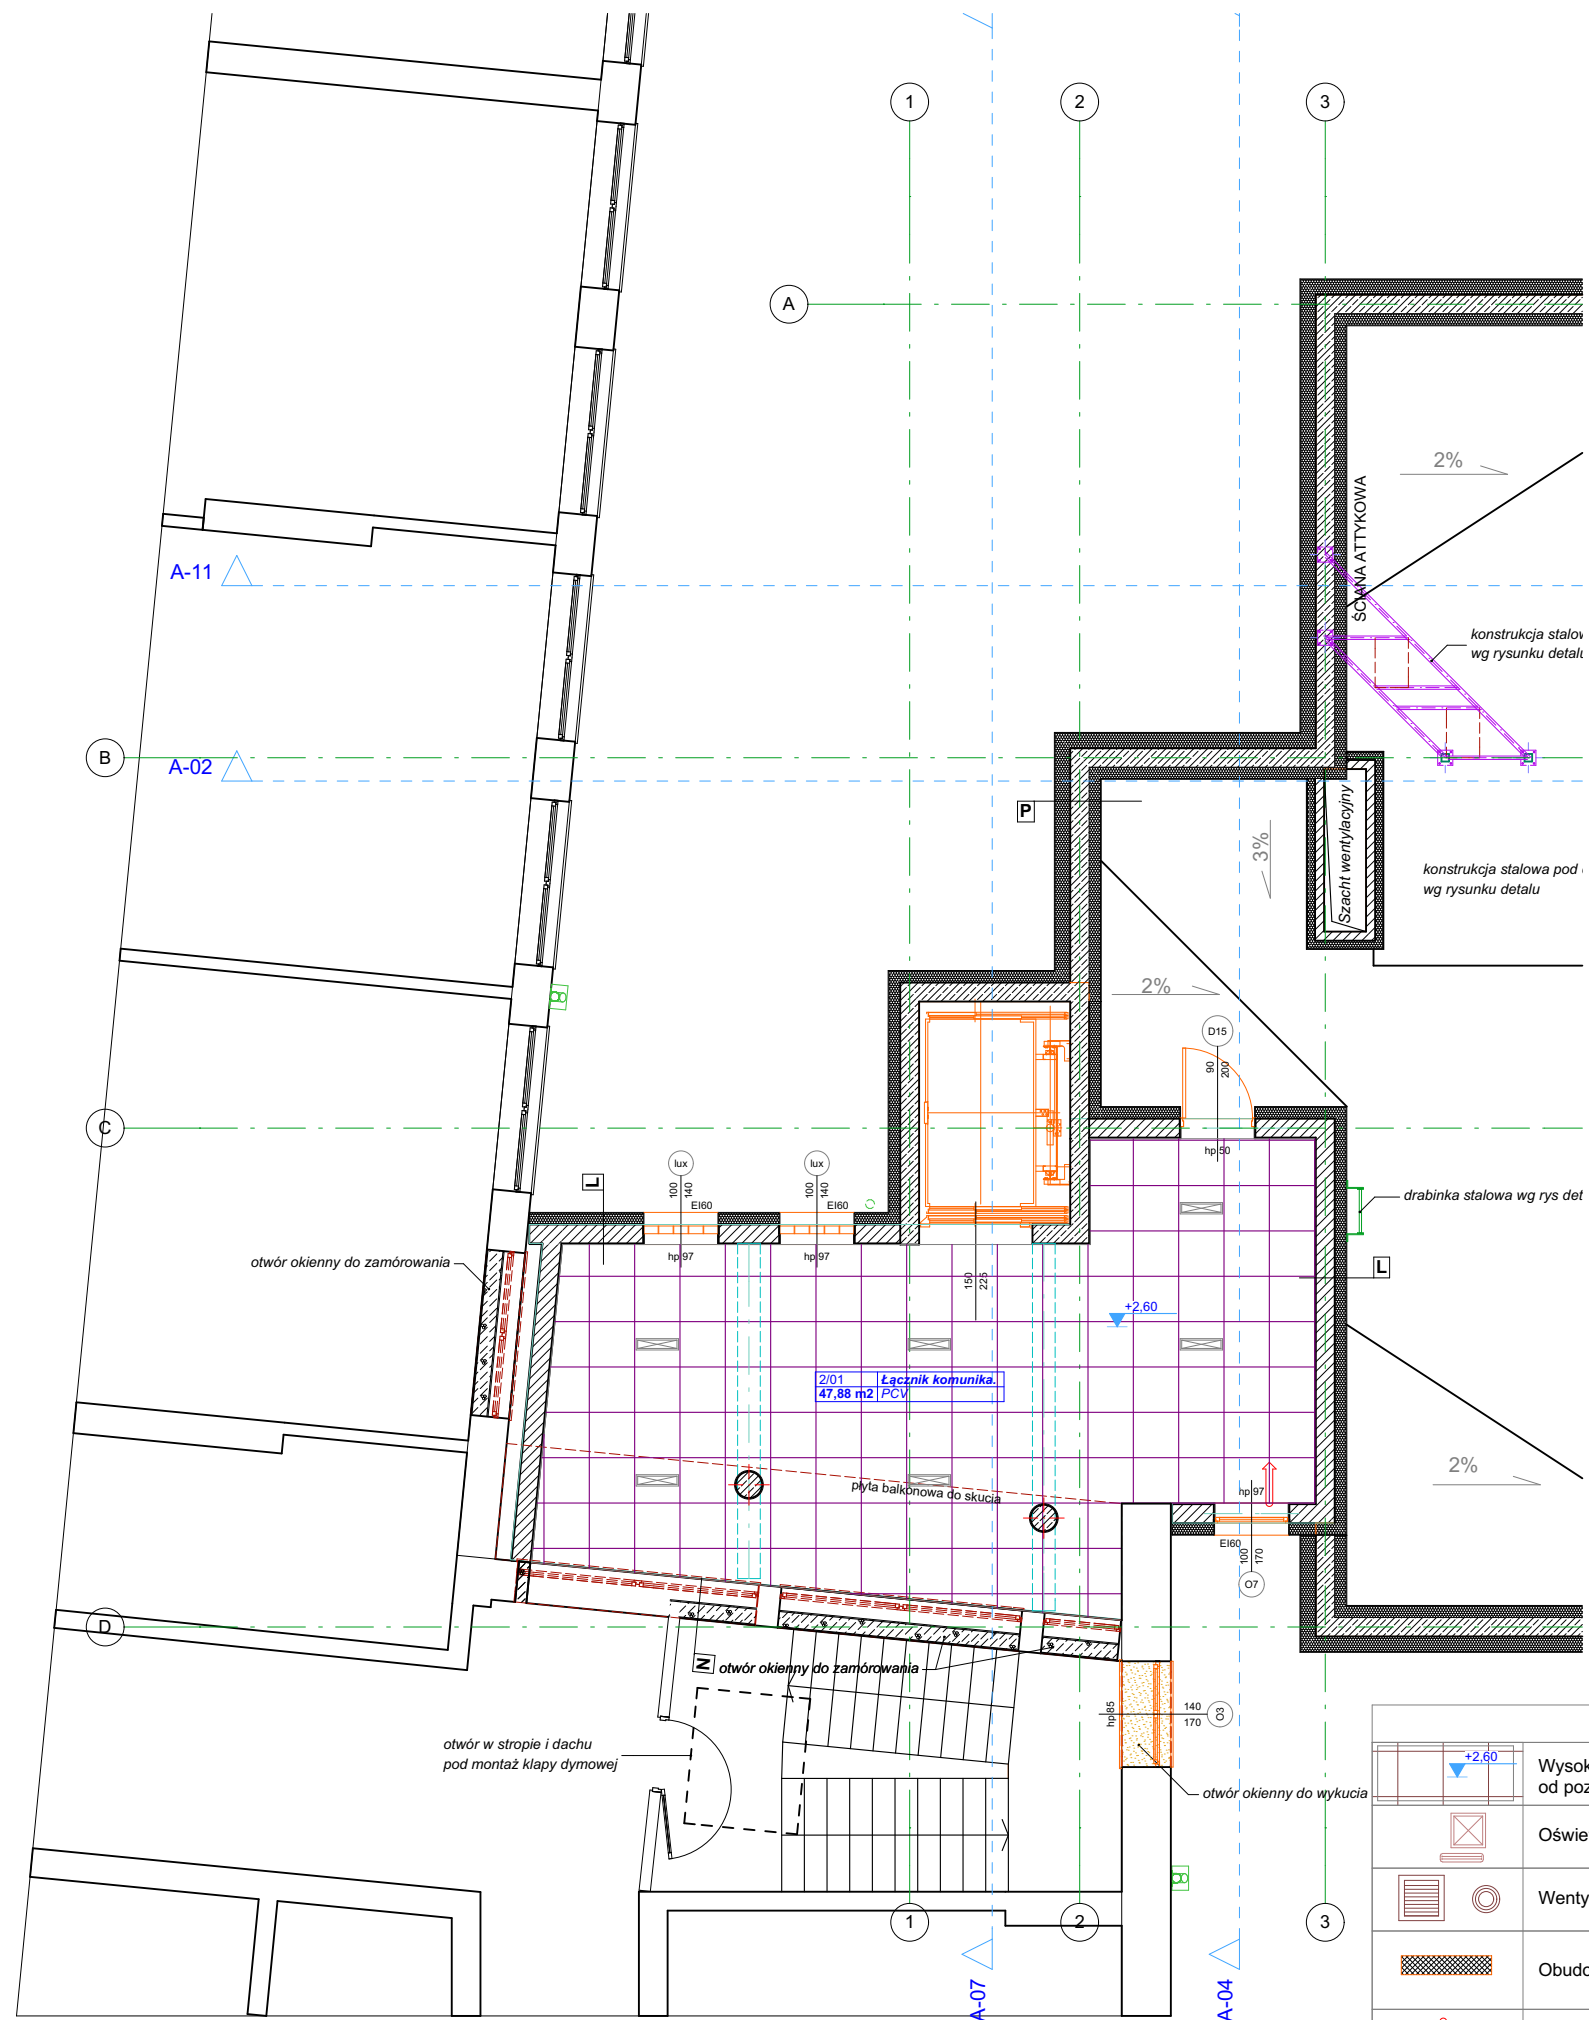 1
2
3
A
2%
ŚCIANA ATTYKOWA
A-11
konstrukcja stalow
wg rysunku detalu
B
A-02
P
3%
Szacht wentylacyjny
konstrukcja stalowa pod
wg rysunku detalu
2%
D15
90
200
hp 50
C
lux
100
140
EI60
hp 97
lux
100
140
EI60
hp 97
L
drabinka stalowa wg rys det
otwór okienny do zamórowania
L
150
225
+2,60
2/01
Łącznik komunika.
47,88 m2
PCV
2%
płyta balkonowa do skucia
hp 97
EI60
100
170
O7
D
N
otwór okienny do zamórowania
hp 85
140
170
O3
otwór w stropie i dachu
pod montaż klapy dymowej
otwór okienny do wykucia
+2,60
Wysok
od poz
Oświe
Wenty
Obudo
1
2
3
A-07
A-04